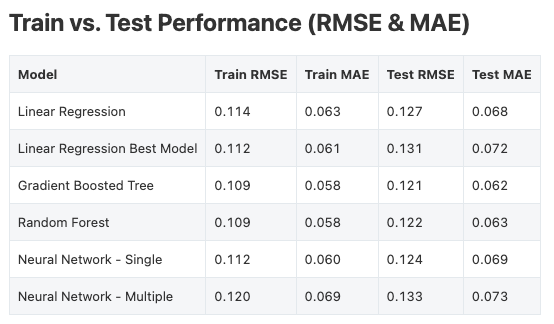 Train vs. Test Performance (RMSE & MAE)
Model Train RMSE Train MAE Test RMSE Test MAE
Linear Regression 0.114 0.063 0.127 0.068
Linear Regression Best Model 0.112 0.061 0.131 0.072
Gradient Boosted Tree 0.109 0.058 0.121 0.062
Random Forest 0.109 0.058 0.122 0.063
Neural Network - Single 0.112 0.060 0.124 0.069
Neural Network - Multiple 0.120 0.069 0.133 0.073